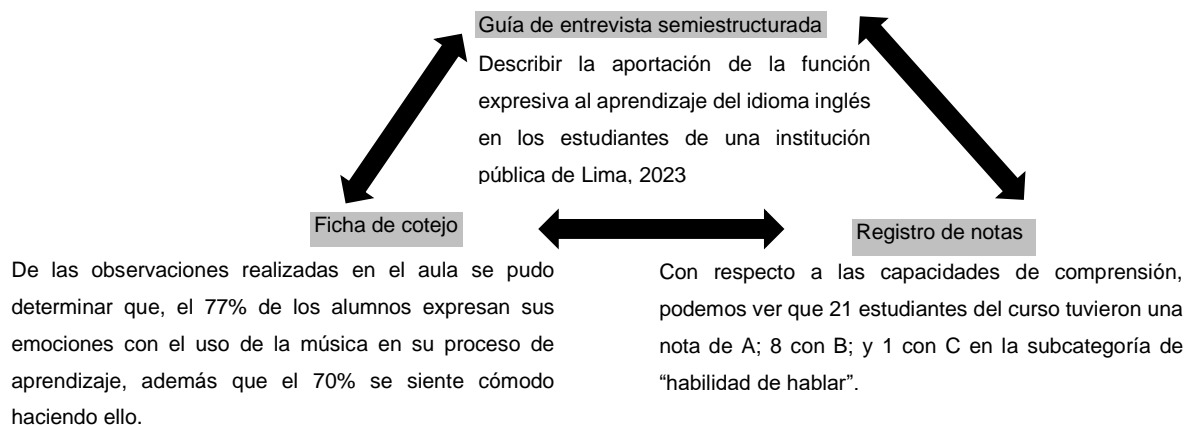 Guía de entrevista semiestructurada
Describir la aportación de la función
expresiva al aprendizaje del idioma inglés
en los estudiantes de una institución
pública de Lima, 2023
Ficha de cotejo
De las observaciones realizadas en el aula se pudo
determinar que, el 77% de los alumnos expresan sus
emociones con el uso de la música en su proceso de
aprendizaje, además que el 70% se siente cómodo
haciendo ello.
Registro de notas
Con respecto a las capacidades de comprensión,
podemos ver que 21 estudiantes del curso tuvieron una
nota de A; 8 con B; y 1 con C en la subcategoría de
“habilidad de hablar”.